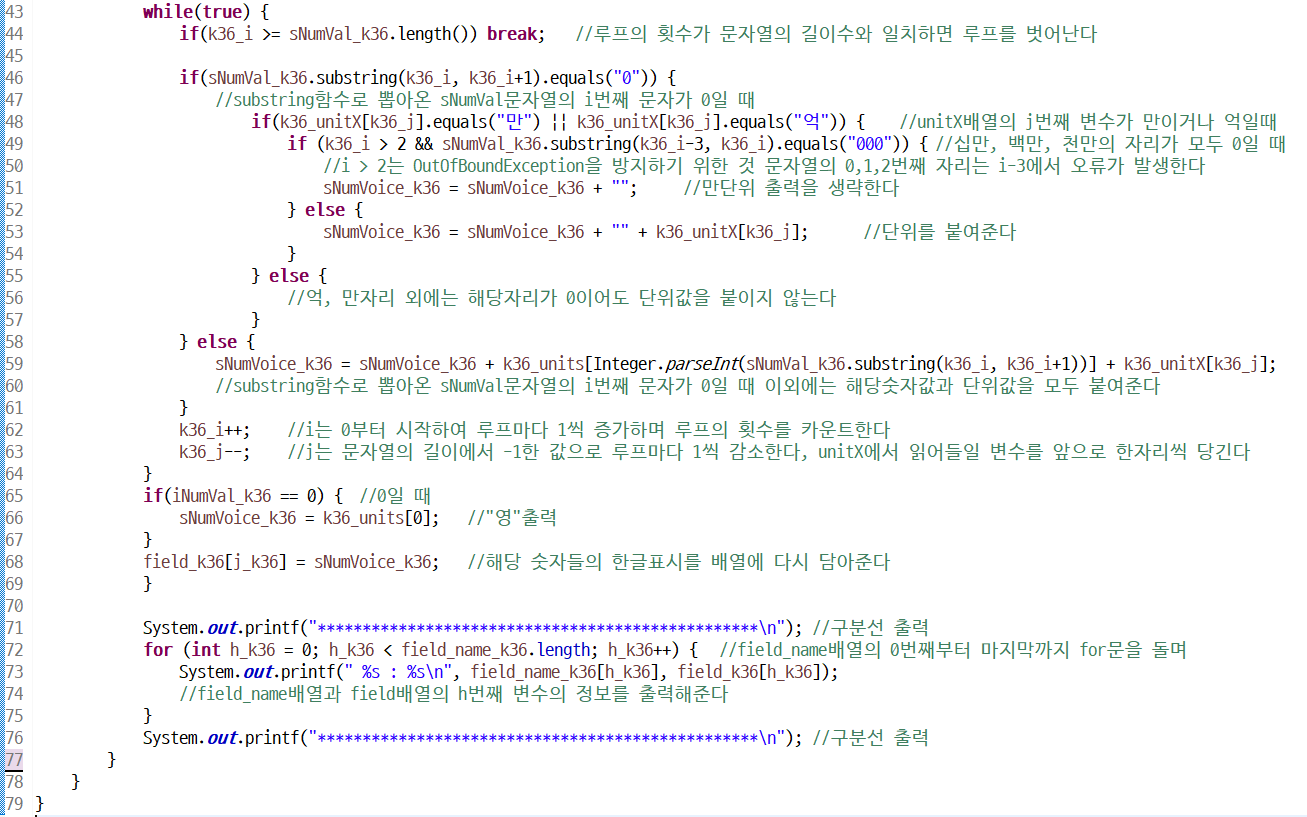 43 while(true) {
44 if(k36_i >= sNumVal_k36.length()) break; //루프의 횟수가 문자열의 길이수와 일치하면 루프를 벗어난다
45
46 if(sNumVal_k36.substring(k36_i, k36_i+1).equals("0")) {
47 //substring함수로 뽑아온 sNumVal문자열의 i번째 문자가 0일 때
48 if(k36_unitX[k36_j].equals("만") || k36_unitX[k36_j].equals("억")) { //unitX배열의 j번째 변수가 만이거나 억일때
49 if (k36_i > 2 && sNumVal_k36.substring(k36_i-3, k36_i).equals("000")) { //십만, 백만, 천만의 자리가 모두 0일 때
50 //i > 2는 OutOfBoundException을 방지하기 위한 것 문자열의 0,1,2번째 자리는 i-3에서 오류가 발생한다
51 sNumVoice_k36 = sNumVoice_k36 + ""; //만단위 출력을 생략한다
52 } else {
53 sNumVoice_k36 = sNumVoice_k36 + "" + k36_unitX[k36_j]; //단위를 붙여준다
54 }
55 } else {
56 //억, 만자리 외에는 해당자리가 0이어도 단위값을 붙이지 않는다
57 }
58 } else {
59 sNumVoice_k36 = sNumVoice_k36 + k36_units[Integer.parseInt(sNumVal_k36.substring(k36_i, k36_i+1))] + k36_unitX[k36_j];
60 //substring함수로 뽑아온 sNumVal문자열의 i번째 문자가 0일 때 이외에는 해당숫자값과 단위값을 모두 붙여준다
61 }
62 k36_i++; //i는 0부터 시작하여 루프마다 1씩 증가하며 루프의 횟수를 카운트한다
63 k36_j--; //j는 문자열의 길이에서 -1한 값으로 루프마다 1씩 감소한다, unitX에서 읽어들일 변수를 앞으로 한자리씩 당긴다
64 }
65 if(iNumVal_k36 == 0) { //0일 때
66 sNumVoice_k36 = k36_units[0]; //"영"출력
67 }
68 field_k36[j_k36] = sNumVoice_k36; //해당 숫자들의 한글표시를 배열에 다시 담아준다
69 }
70
71 System.out.printf("*************************************************\n"); //구분선 출력
72 for (int h_k36 = 0; h_k36 < field_name_k36.length; h_k36++) { //field_name배열의 0번째부터 마지막까지 for문을 돌며
73 System.out.printf(" %s : %s\n", field_name_k36[h_k36], field_k36[h_k36]);
74 //field_name배열과 field배열의 h번째 변수의 정보를 출력해준다
75 }
76 System.out.printf("*************************************************\n"); //구분선 출력
77 }
78 }
79 }